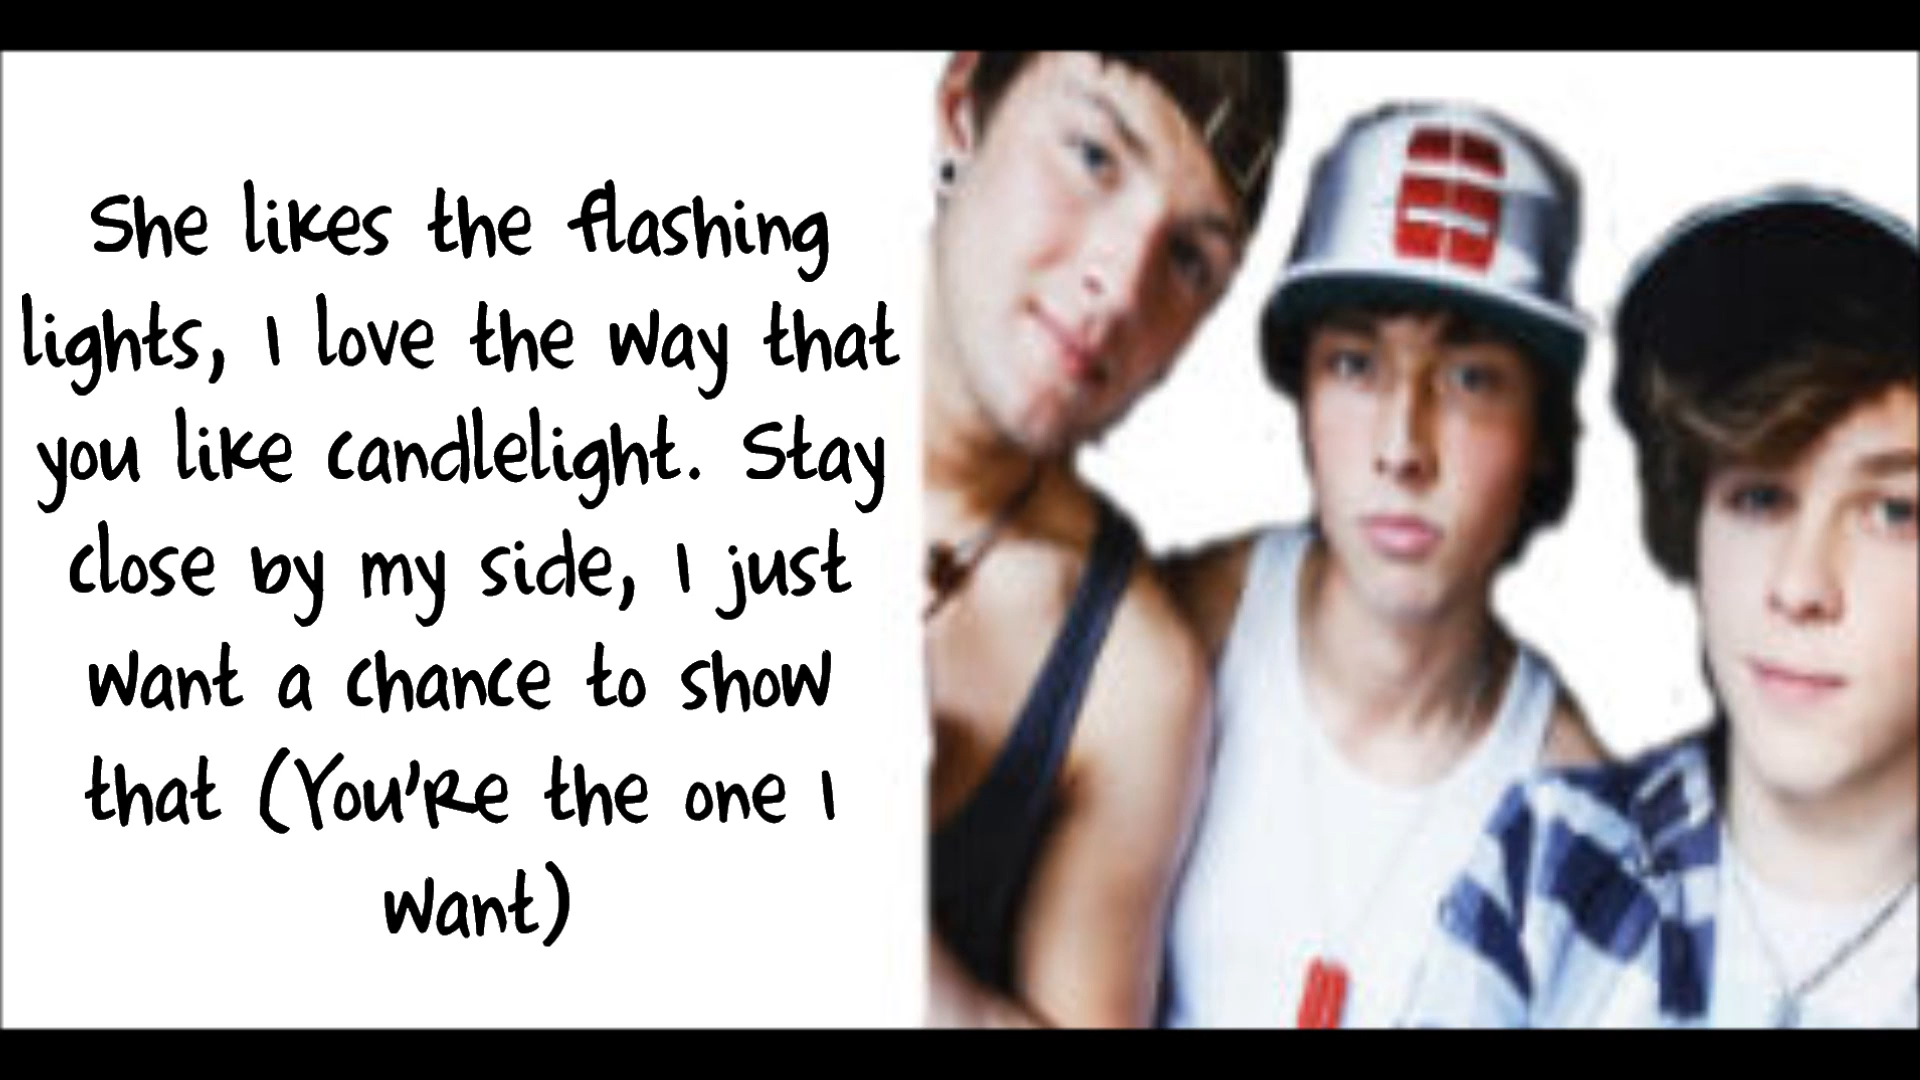 She likes the flashing
lights, I love the way that
you like candlelight. Stay
close by my side, I just
want a chance to show
that (You're the one I
want)